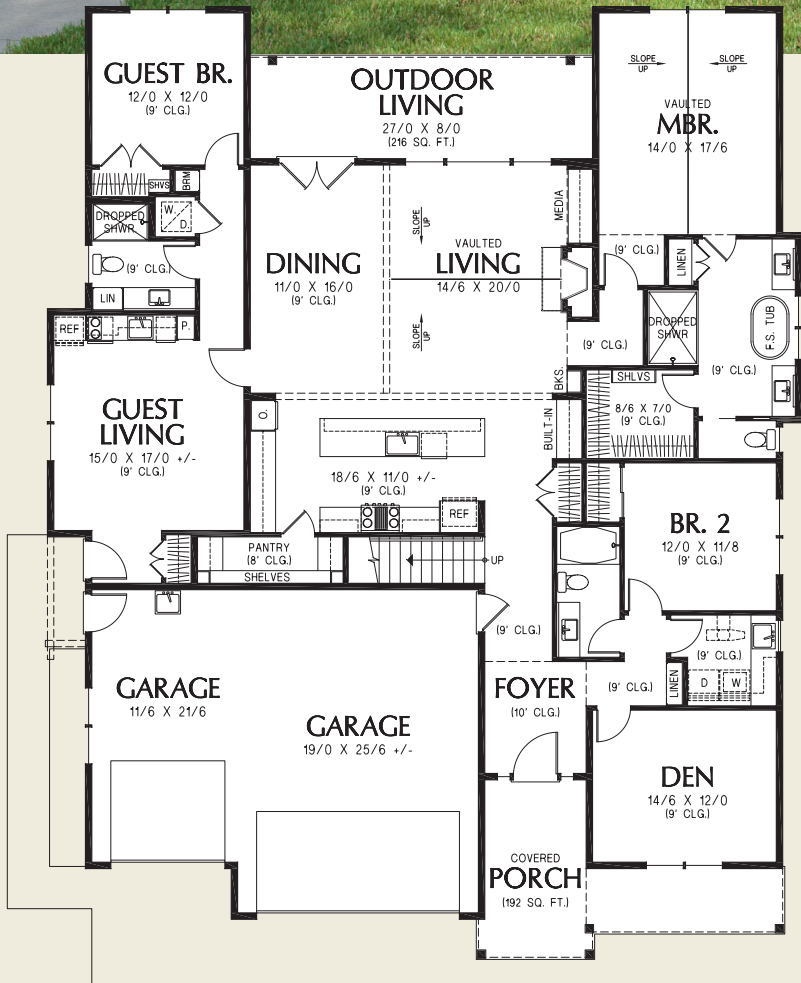 GUEST BR.
12/0 X 12/0
(9' CLG.)
OUTDOOR
LIVING
27/0 X 8/0
(216 SQ. FT.)
SLOPE
UP
SLOPE
UP
VAULTED
MBR.
14/0 X 17/6
SHVS
BRM
DROPPED
SHWR
W.
D.
(9' CLG.)
LIN
DINING
11/0 X 16/0
(9' CLG.)
SLOPE
UP
VAULTED
LIVING
14/6 X 20/0
SLOPE
UP
MEDIA
(9' CLG.)
LINEN
DROPPED
SHWR
(9' CLG.)
F.S. TUB
(9' CLG.)
REF
P.
GUEST
LIVING
15/0 X 17/0 +/-
(9' CLG.)
O.
BKS.
BUILT-IN
SHLVS
8/6 X 7/0
(9' CLG.)
18/6 X 11/0 +/-
(9' CLG.)
REF
BR. 2
12/0 X 11/8
(9' CLG.)
PANTRY
(8' CLG.)
SHELVES
UP
(9' CLG.)
(9' CLG.)
D
W
LINEN
(9' CLG.)
GARAGE
11/6 X 21/6
GARAGE
19/0 X 25/6 +/-
FOYER
(10' CLG.)
DEN
14/6 X 12/0
(9' CLG.)
COVERED
PORCH
(192 SQ. FT.)